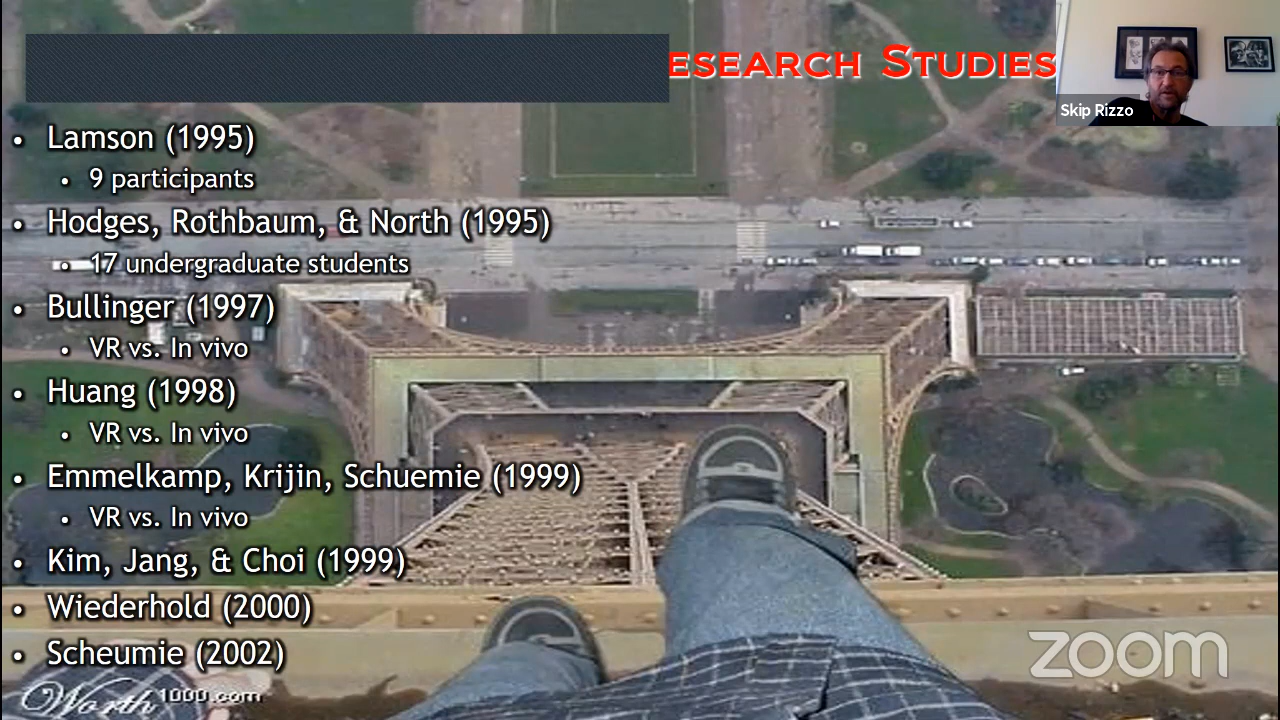 ESEARCH STUDIES
Skip Rizzo
• Lamson (1995)
• 9 participants
• Hodges, Rothbaum, & North (1995)
• 17 undergraduate students
• Bullinger (1997)
• VR vs. In vivo
• Huang (1998)
• VR vs. In vivo
• Emmelkamp, Krijin, Schuemie (1999)
• VR vs. In vivo
• Kim, Jang, & Choi (1999)
• Wiederhold (2000)
• Scheumie (2002)
zoom
Worth1000.com